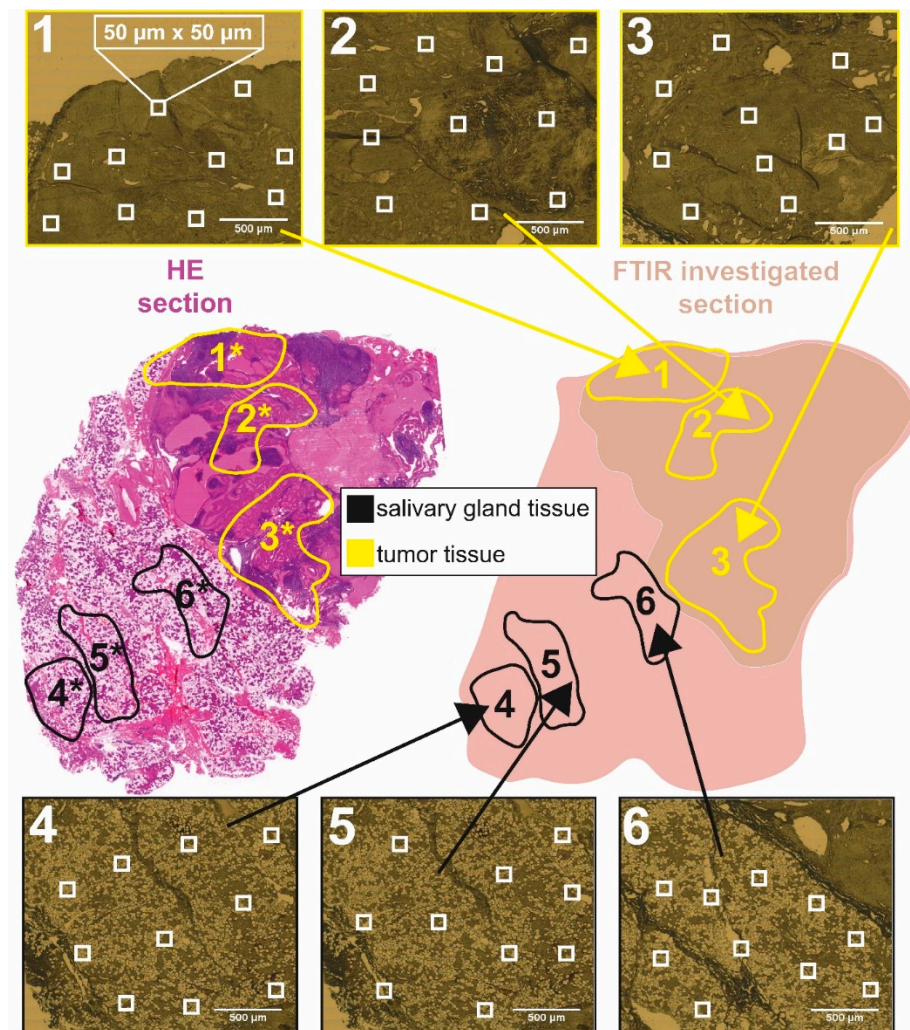 1
50 µm x 50 µm
500 µm
2
500 µm
3
500 µm
HE
section
FTIR investigated
section
1*
2*
3*
4*
5*
6*
salivary gland tissue
tumor tissue
1
2
3
4
5
6
4
500 µm
5
500 µm
6
500 µm